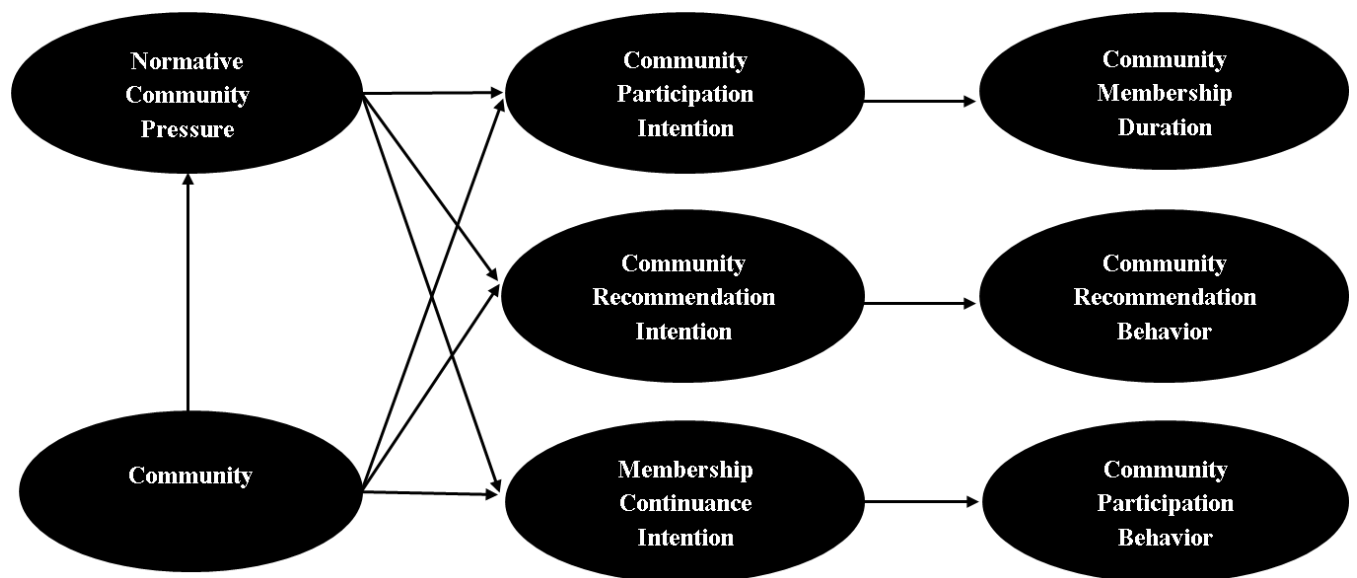 Normative
Community
Pressure
Community
Participation
Intention
Community
Membership
Duration
Community
Recommendation
Intention
Community
Recommendation
Behavior
Community
Membership
Continuance
Intention
Community
Participation
Behavior